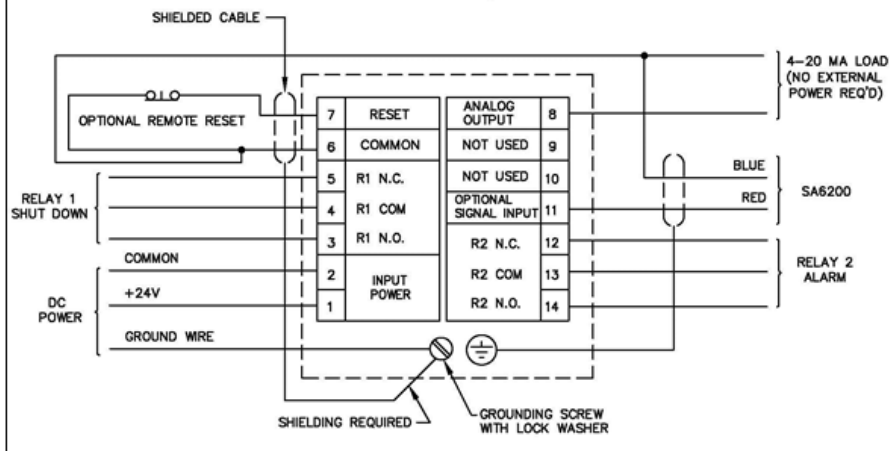 SHIELDED CABLE
4–20 MA LOAD
(NO EXTERNAL
POWER REQ'D)
OPTIONAL REMOTE RESET
7 RESET
6 COMMON
5 R1 N.C.
4 R1 COM
3 R1 N.O.
2 INPUT
POWER
1
ANALOG
OUTPUT 8
NOT USED 9
NOT USED 10
OPTIONAL
SIGNAL INPUT 11
R2 N.C. 12
R2 COM 13
R2 N.O. 14
RELAY 1
SHUT DOWN
COMMON
+24V
DC
POWER
GROUND WIRE
BLUE
RED
SA6200
RELAY 2
ALARM
SHIELDING REQUIRED
GROUNDING SCREW
WITH LOCK WASHER